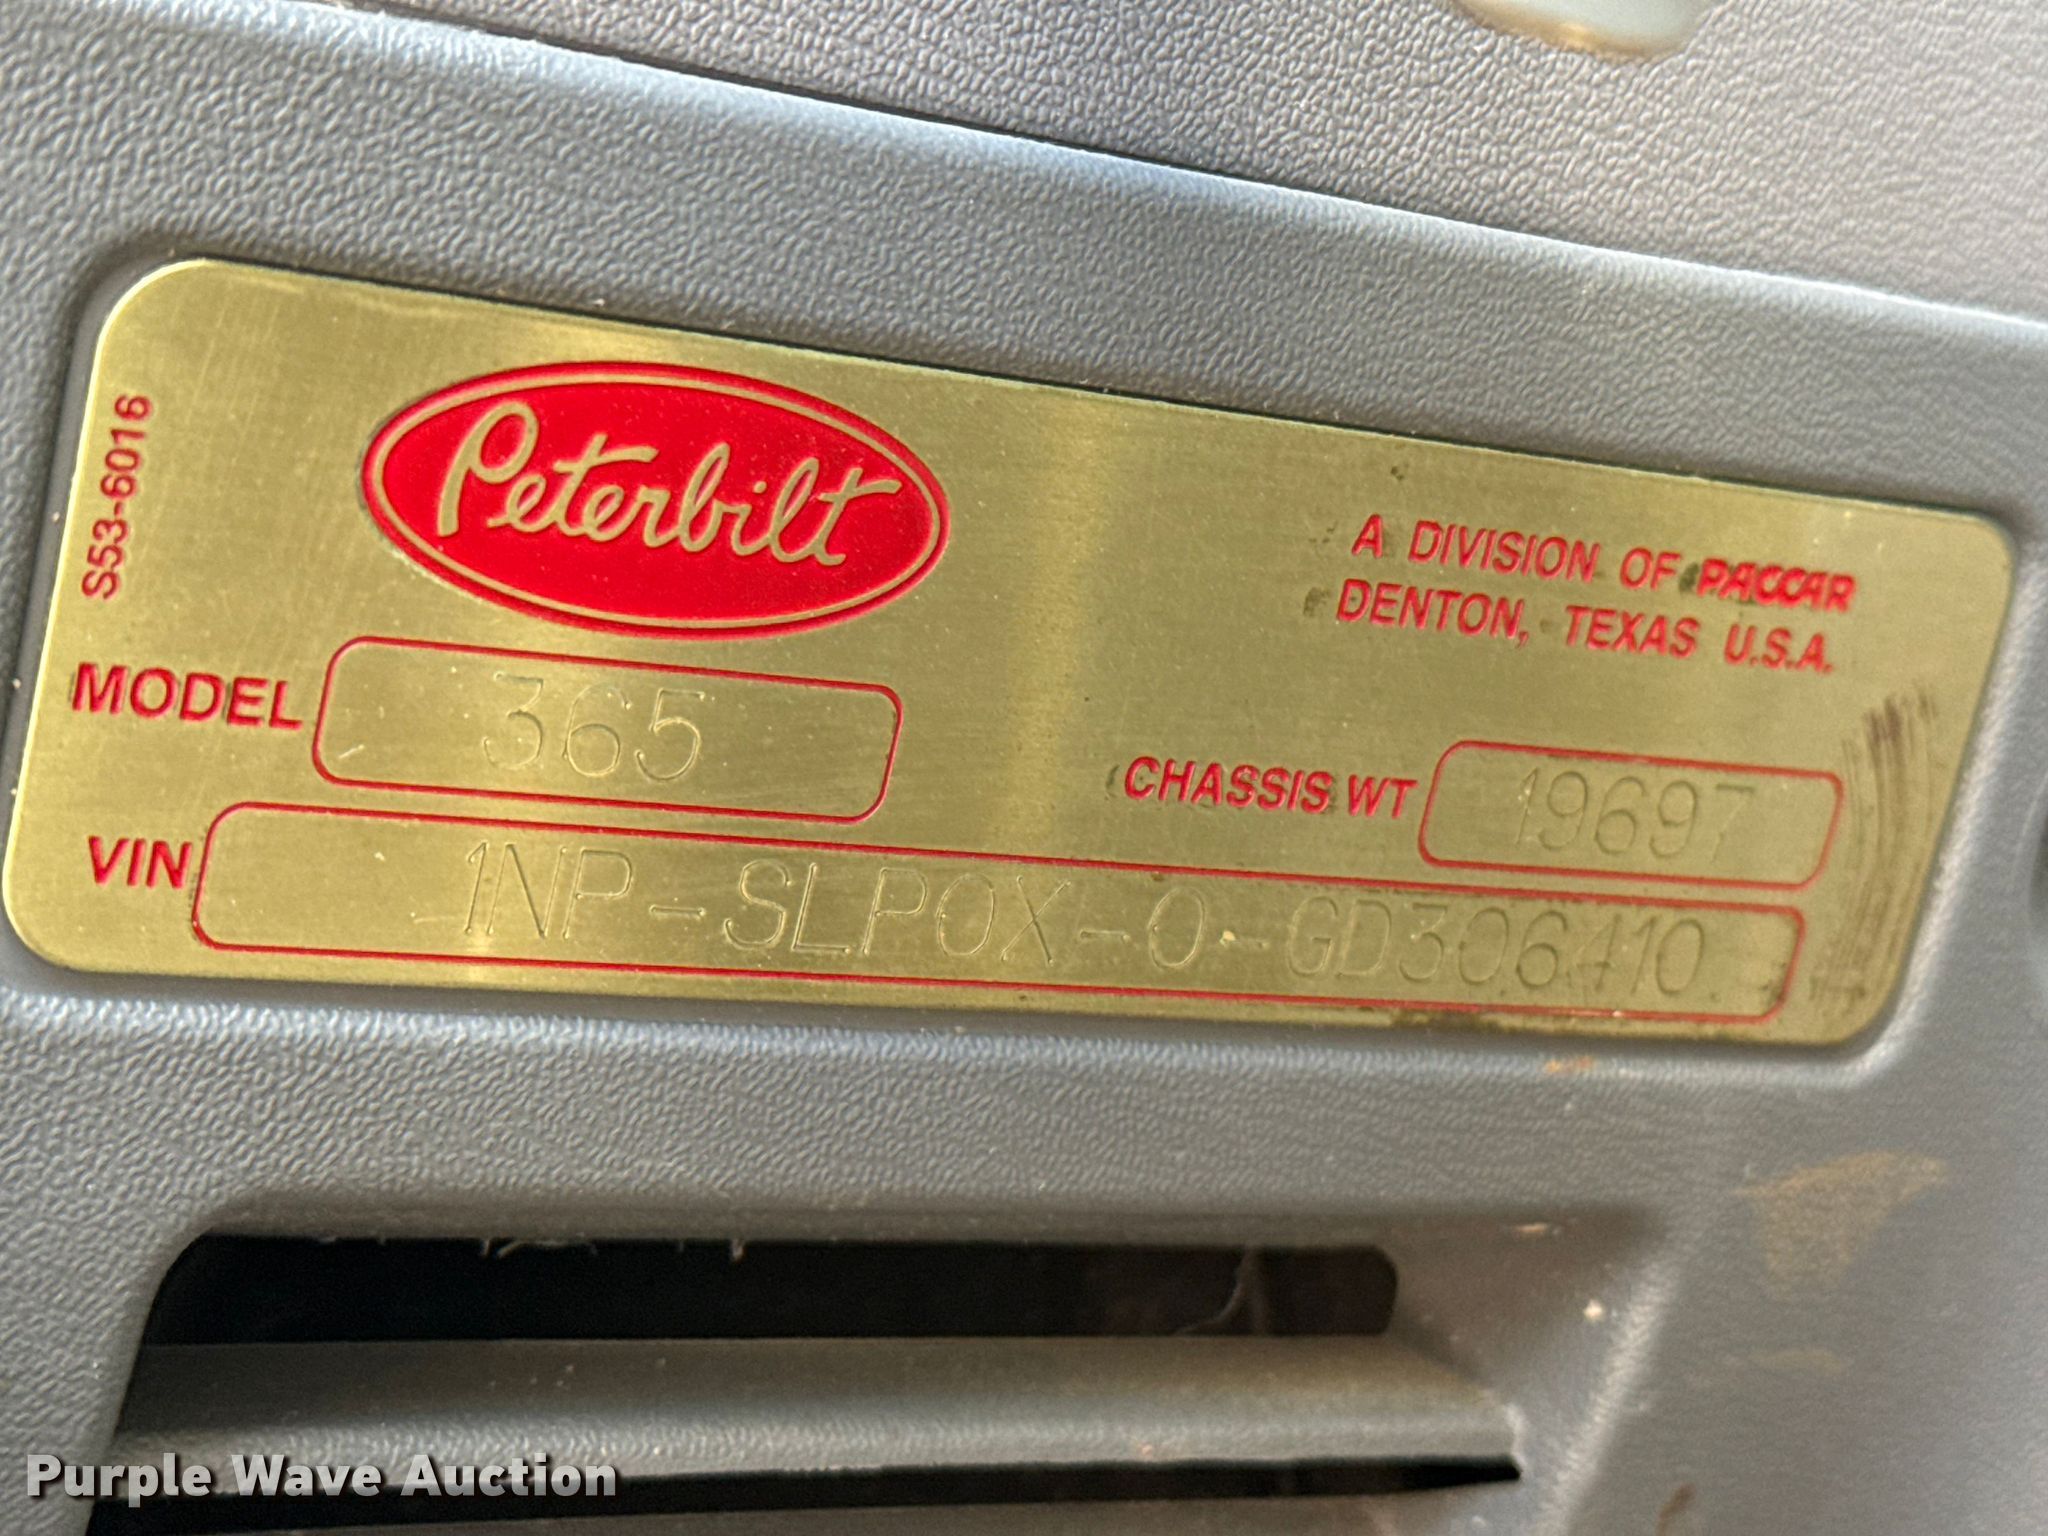 S53-6016
Peterbilt
A DIVISION OF PACCAR
DENTON, TEXAS U.S.A.
MODEL 365
CHASSIS WT 19697
VIN 1NP-SLP0X-0-GD306410
Purple Wave Auction